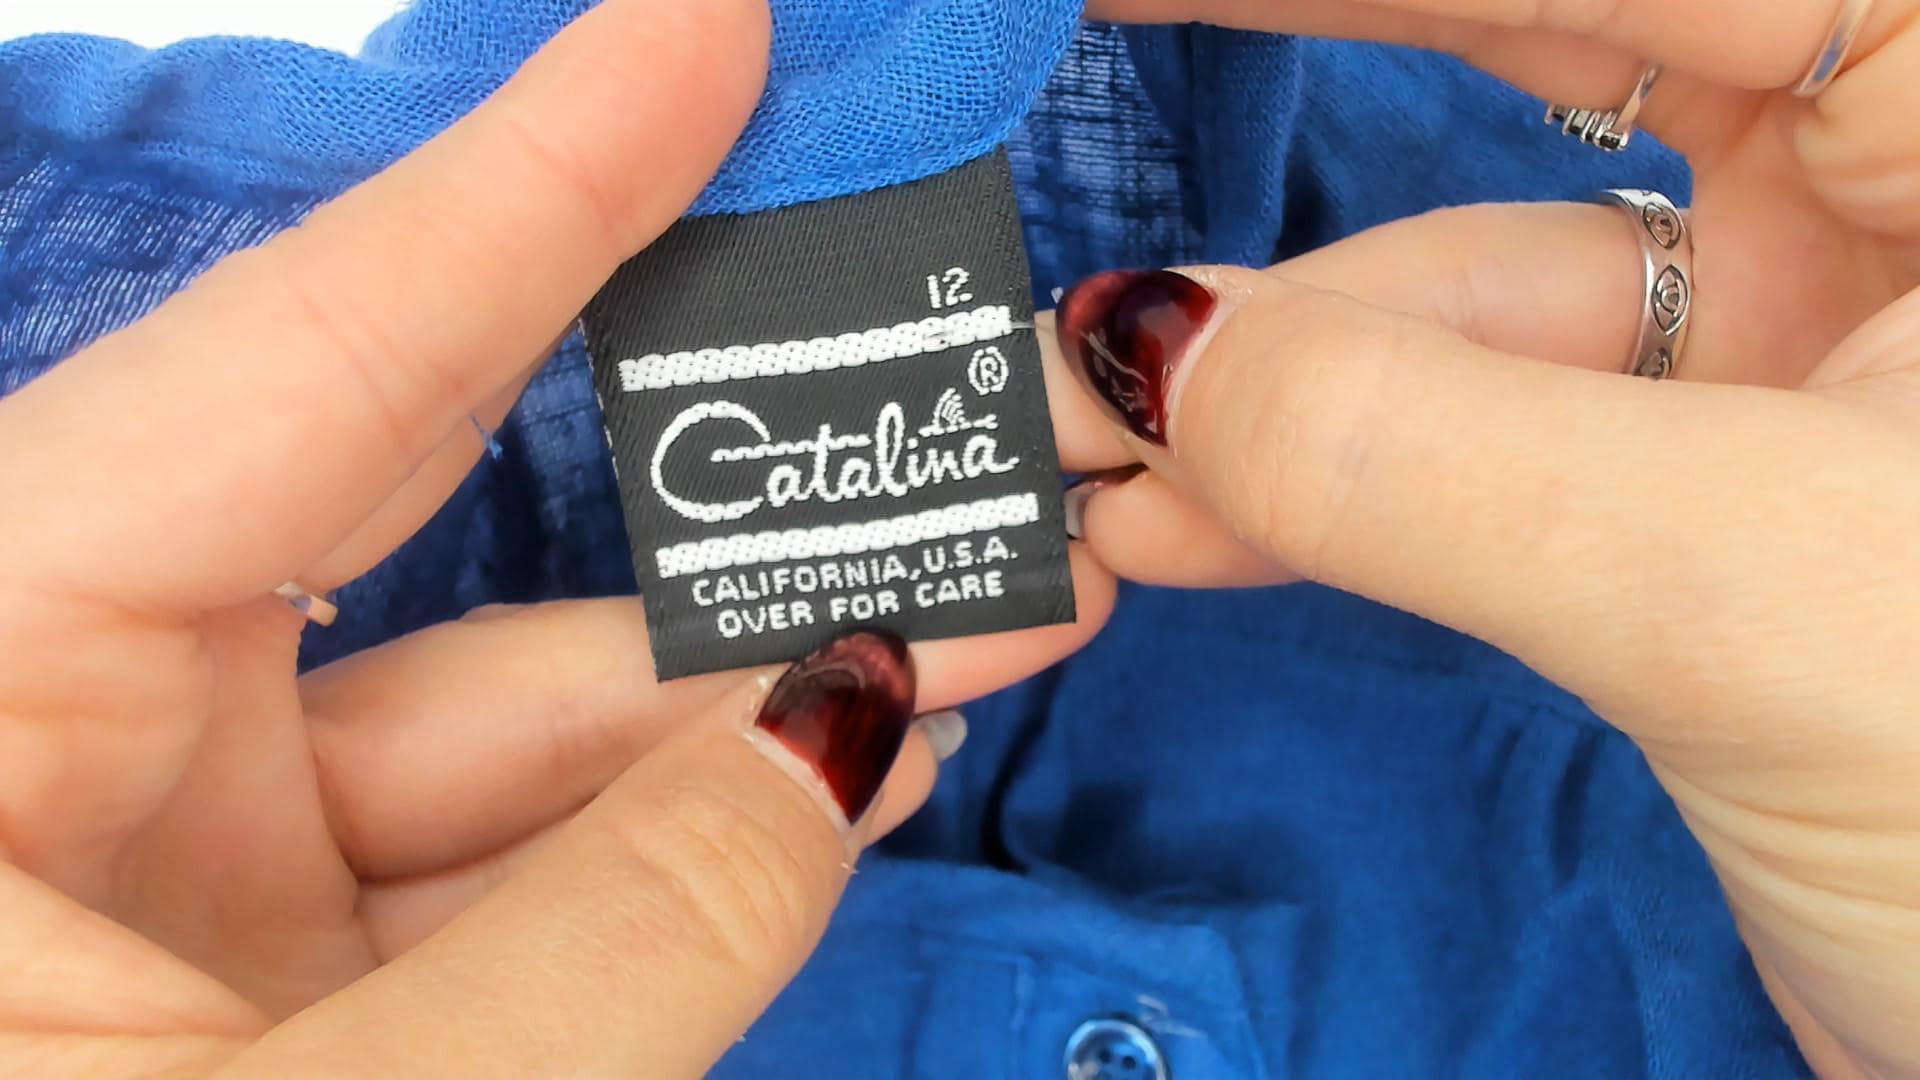 12
Catalina®
CALIFORNIA, U.S.A.
OVER FOR CARE